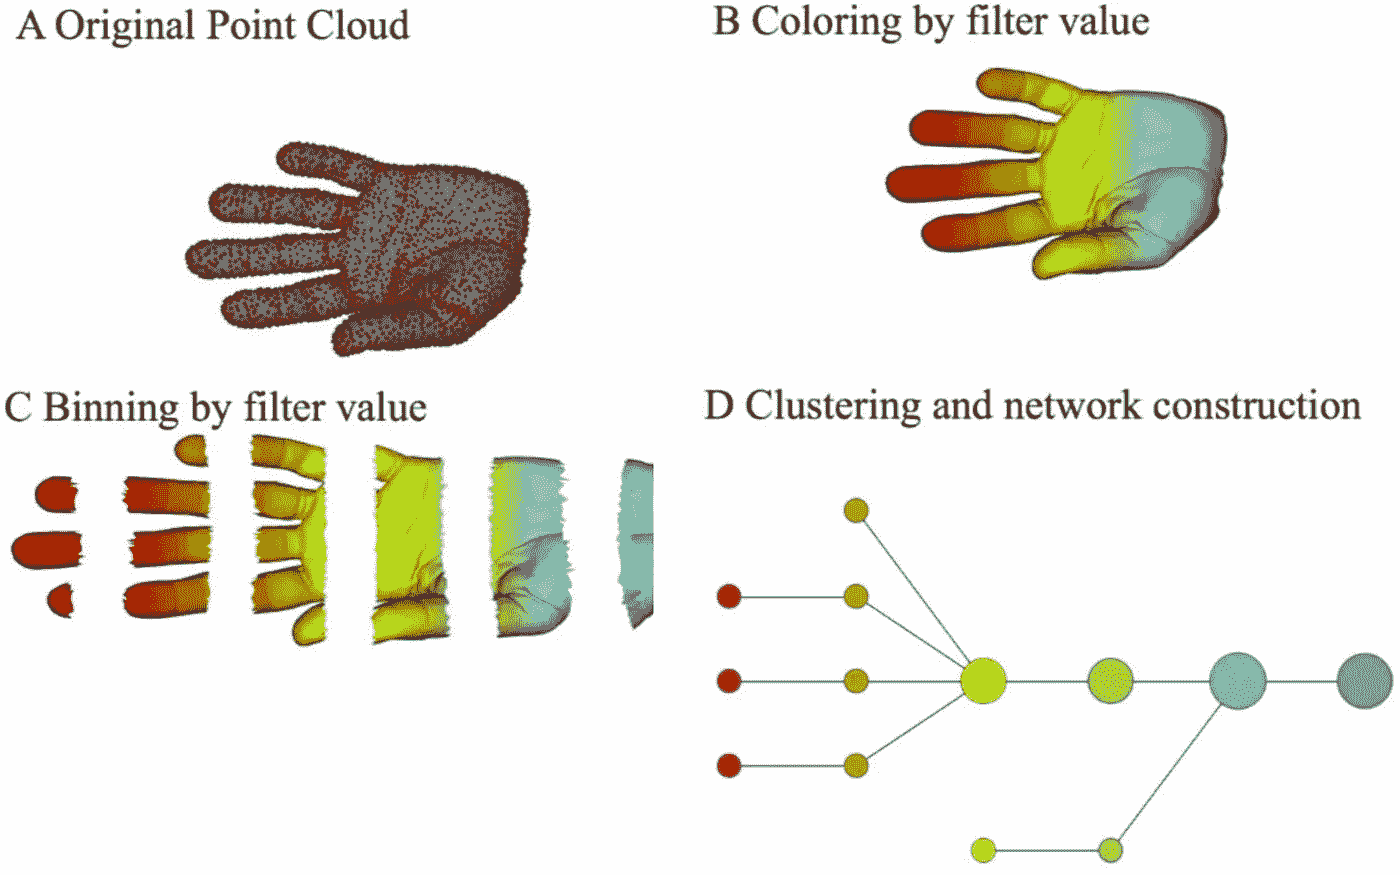 A Original Point Cloud
B Coloring by filter value
C Binning by filter value
D Clustering and network construction